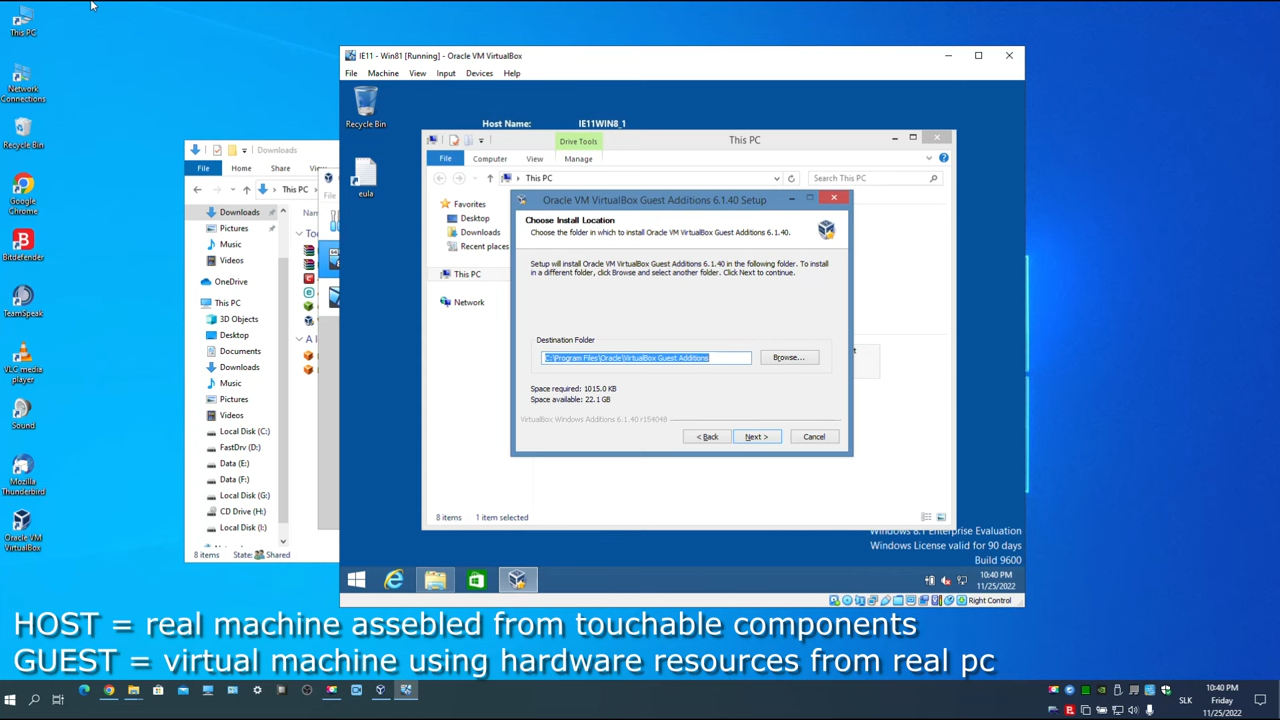 This PC
Network
Connections
Recycle Bin
Google
Chrome
Bitdefender
TeamSpeak
VLC media
player
Sound
Mozilla
Thunderbird
Oracle VM
VirtualBox
Downloads
File
Home
Share
This PC
Downloads
Pictures
Music
Videos
OneDrive
This PC
3D Objects
Desktop
Documents
Downloads
Music
Pictures
Videos
Local Disk (C:)
FastDrv (D:)
Data (E:)
Data (F:)
Local Disk (G:)
CD Drive (H:)
Local Disk (I:)
8 items State: Shared
IE11 - Win81 [Running] - Oracle VM VirtualBox
File Machine View Input Devices Help
Recycle Bin
Host Name: IE11WIN8_1
eula
Drive Tools
This PC
File Computer View Manage
This PC
Search This PC
Favorites
Desktop
Downloads
Recent places
This PC
Network
8 items 1 item selected
Oracle VM VirtualBox Guest Additions 6.1.40 Setup
Choose Install Location
Choose the folder in which to install Oracle VM VirtualBox Guest Additions 6.1.40.
Setup will install Oracle VM VirtualBox Guest Additions 6.1.40 in the following folder. To install
in a different folder, click Browse and select another folder. Click Next to continue.
Destination Folder
C:\Program Files\Oracle\VirtualBox Guest Additions
Browse...
Space required: 1015.0 KB
Space available: 22.1 GB
VirtualBox Windows Additions 6.1.40 r154048
< Back Next > Cancel
Windows 8.1 Enterprise Evaluation
Windows License valid for 90 days
Build 9600
10:40 PM
11/25/2022
Right Control
HOST = real machine assebled from touchable components
GUEST = virtual machine using hardware resources from real pc
SLK
10:40 PM
Friday
11/25/2022